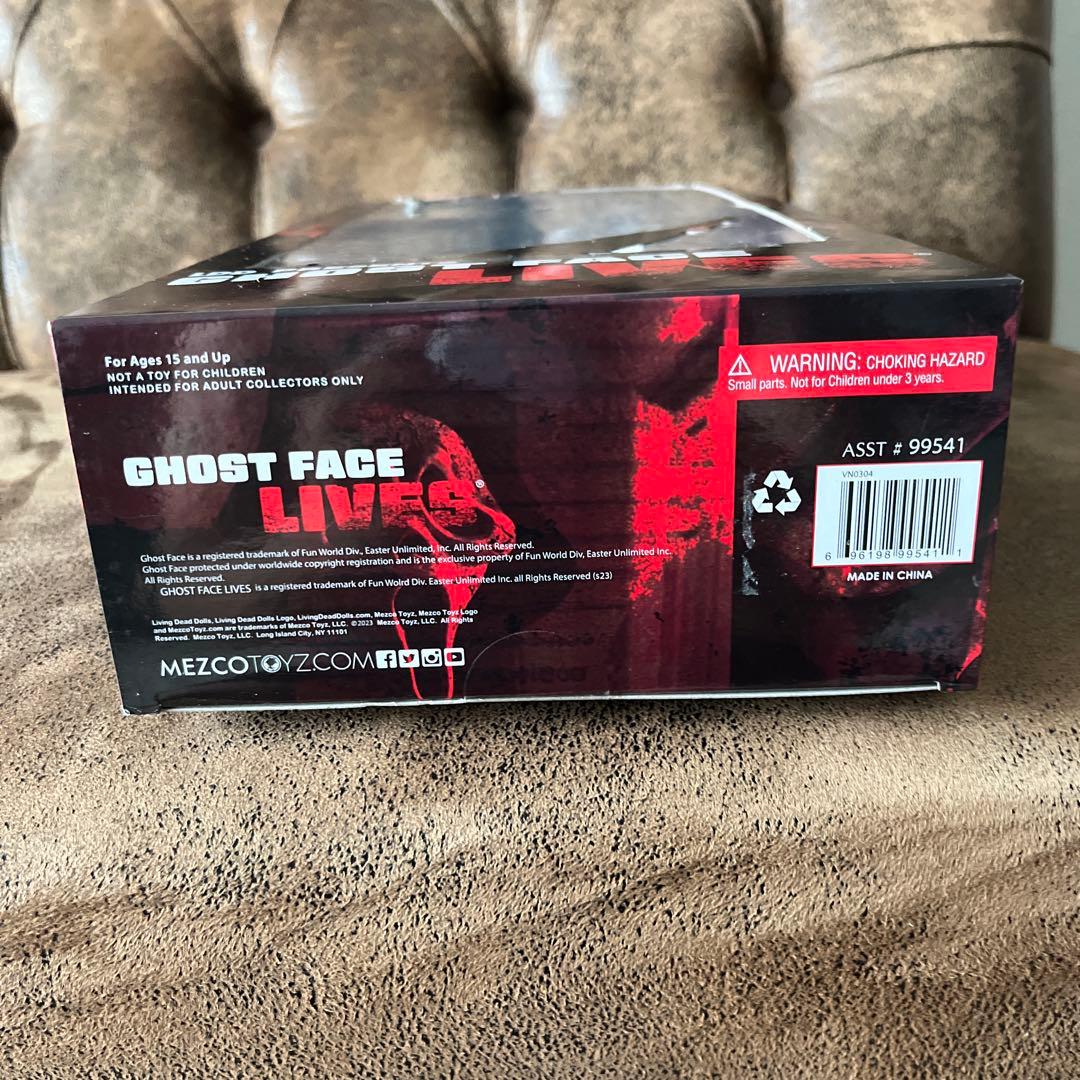 GHOST FACE
LIVES
For Ages 15 and Up
NOT A TOY FOR CHILDREN
INTENDED FOR ADULT COLLECTORS ONLY
⚠ WARNING: CHOKING HAZARD
Small parts. Not for Children under 3 years.
GHOST FACE
LIVES®
ASST # 99541
VN0304
6 96198 99541 1
MADE IN CHINA
Ghost Face is a registered trademark of Fun World Div., Easter Unlimited, Inc. All Rights Reserved.
Ghost Face protected under worldwide copyright registration and is the exclusive property of Fun World Div, Easter Unlimited Inc.
All Rights Reserved.
GHOST FACE LIVES is a registered trademark of Fun Wolrd Div. Easter Unlimited Inc. all Rights Reserved (s23)
Living Dead Dolls, Living Dead Dolls Logo, LivingDeadDolls.com, Mezco Toyz, Mezco Toyz Logo
and MezcoToyz.com are trademarks of Mezco Toyz, LLC. ©2023 Mezco Toyz, LLC. All Rights
Reserved. Mezco Toyz, LLC. Long Island City, NY 11101
MEZCOTOYZ.COM